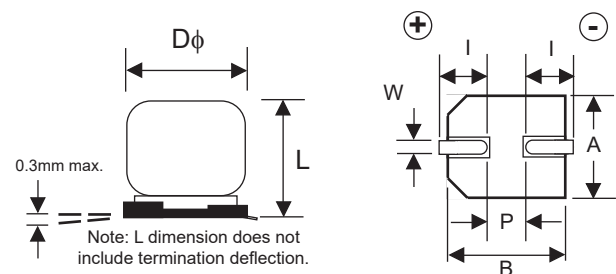 Dϕ
L
0.3mm max.
Note: L dimension does not
include termination deflection.
+ -
I I
W
A
P
B